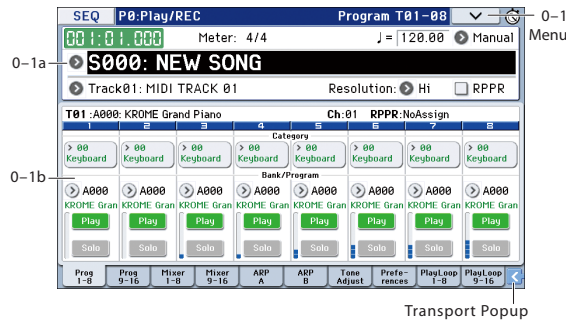 SEQ P0:Play/REC Program T01-08
0-1
Menu
001:01.000 Meter: 4/4 ♩= 120.00 Manual
0-1a
S000: NEW SONG
Track01: MIDI TRACK 01 Resolution: Hi RPPR
T01 :A000: KROME Grand Piano Ch:01 RPPR:NoAssign
1 2 3 4 5 6 7 8
Category
> 00 > 00 > 00 > 00 > 00 > 00 > 00 > 00
Keyboard Keyboard Keyboard Keyboard Keyboard Keyboard Keyboard Keyboard
0-1b
Bank/Program
A000 A000 A000 A000 A000 A000 A000 A000
KROME Gran KROME Gran KROME Gran KROME Gran KROME Gran KROME Gran KROME Gran KROME Gran
Play Play Play Play Play Play Play Play
Solo Solo Solo Solo Solo Solo Solo Solo
Prog 1-8 Prog 9-16 Mixer 1-8 Mixer 9-16 ARP A ARP B Tone Adjust Prefe-rences PlayLoop 1-8 PlayLoop 9-16
Transport Popup